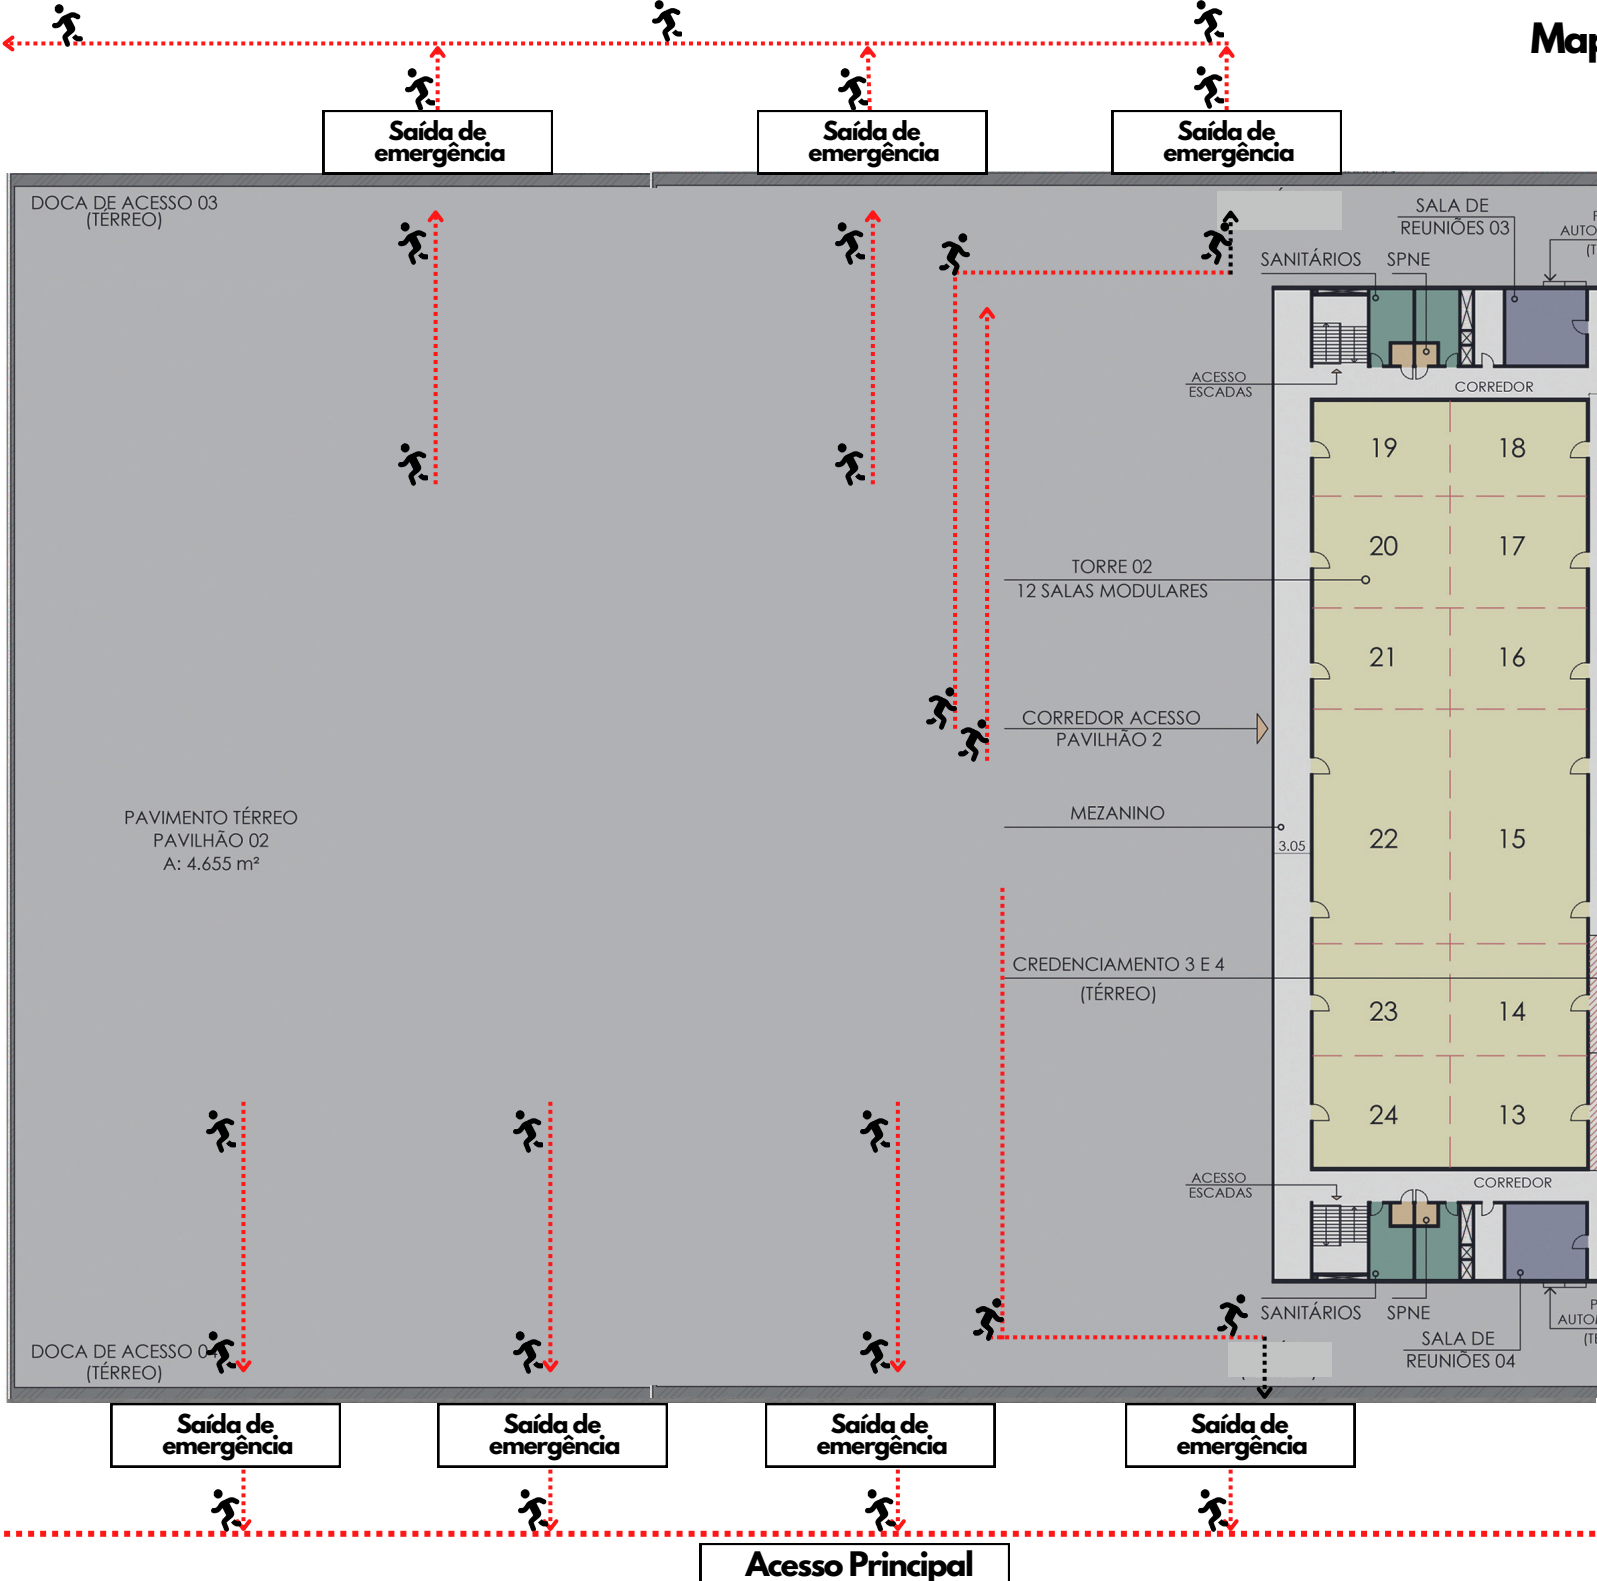 Map
Saída de
emergência
Saída de
emergência
Saída de
emergência
DOCA DE ACESSO 03
(TÉRREO)
SALA DE
REUNIÕES 03
SANITÁRIOS
SPNE
ACESSO
ESCADAS
CORREDOR
19
18
20
17
TORRE 02
12 SALAS MODULARES
21
16
CORREDOR ACESSO
PAVILHÃO 2
MEZANINO
3.05
PAVIMENTO TÉRREO
PAVILHÃO 02
A: 4.655 m²
22
15
CREDENCIAMENTO 3 E 4
(TÉRREO)
23
14
24
13
ACESSO
ESCADAS
CORREDOR
SANITÁRIOS
SPNE
SALA DE
REUNIÕES 04
DOCA DE ACESSO 04
(TÉRREO)
Saída de
emergência
Saída de
emergência
Saída de
emergência
Saída de
emergência
Acesso Principal